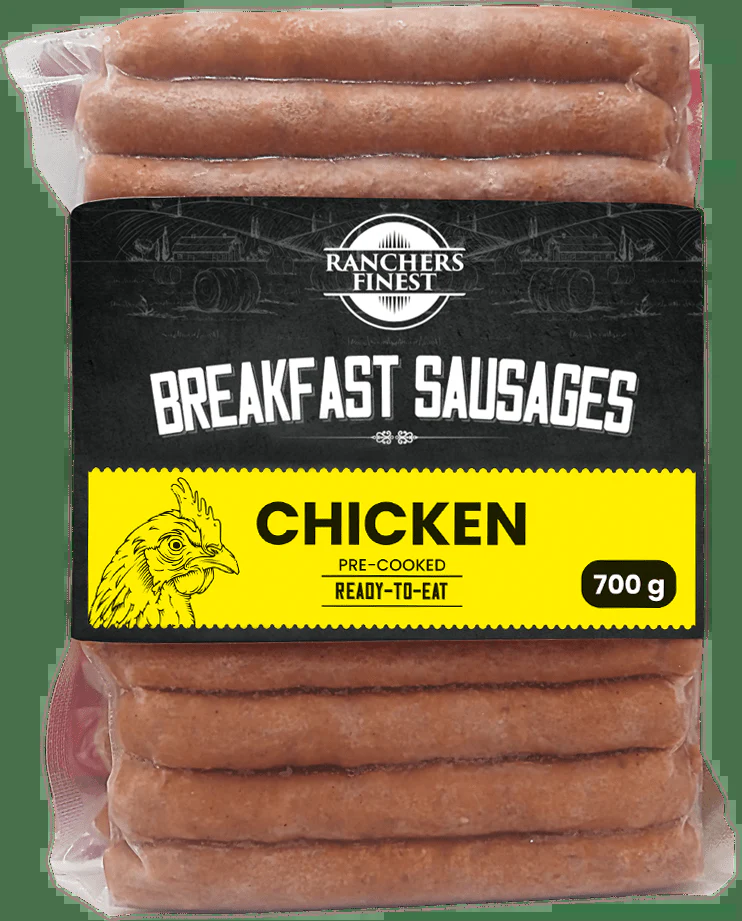 RANCHERS
FINEST
BREAKFAST SAUSAGES
CHICKEN
PRE-COOKED
READY-TO-EAT
700 g